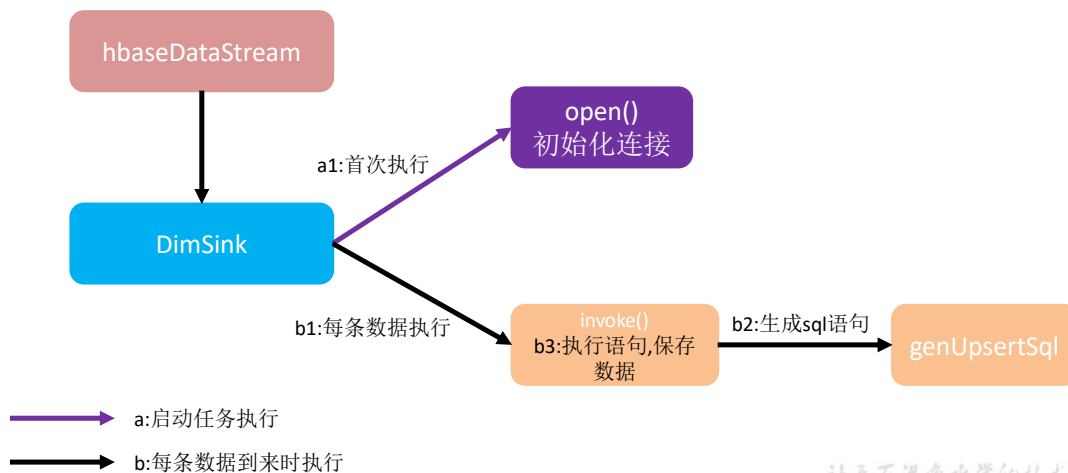 hbaseDataStream
open()
初始化连接
a1:首次执行
DimSink
b1:每条数据执行
invoke()
b3:执行语句,保存
数据
b2:生成sql语句
genUpsertSql
a:启动任务执行
b:每条数据到来时执行